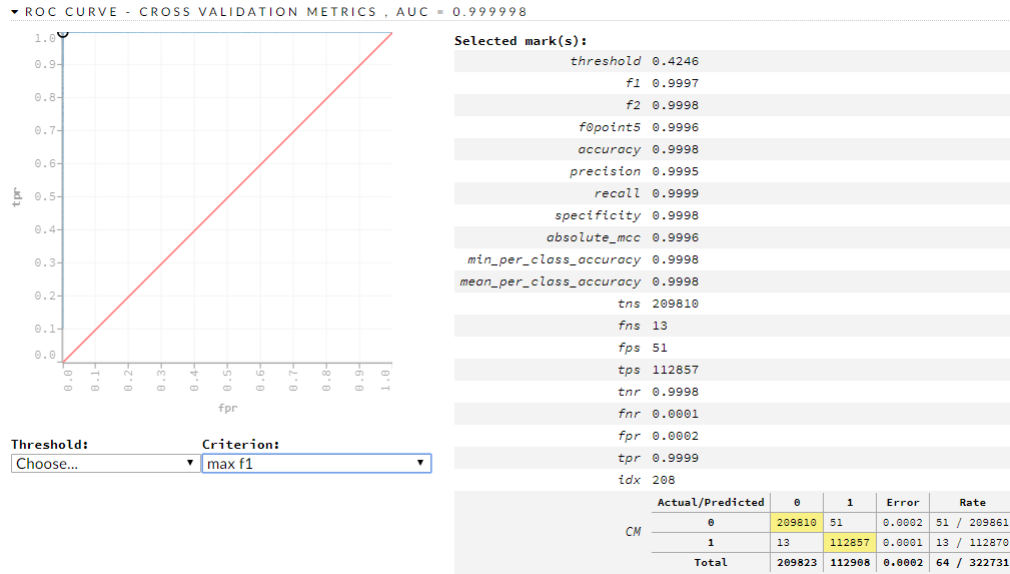 ROC CURVE - CROSS VALIDATION METRICS , AUC = 0.999998
1.0
0.9
0.8
0.7
0.6
0.5
0.4
0.3
0.2
0.1
0.0
tpr
0.0 0.1 0.2 0.3 0.4 0.5 0.6 0.7 0.8 0.9 1.0
fpr
Threshold:
Choose...
Criterion:
max f1
Selected mark(s):
threshold 0.4246
f1 0.9997
f2 0.9998
f0point5 0.9996
accuracy 0.9998
precision 0.9995
recall 0.9999
specificity 0.9998
absolute_mcc 0.9996
min_per_class_accuracy 0.9998
mean_per_class_accuracy 0.9998
tns 209810
fns 13
fps 51
tps 112857
tnr 0.9998
fnr 0.0001
fpr 0.0002
tpr 0.9999
idx 208
CM
Actual/Predicted 0 1 Error Rate
0 209810 51 0.0002 51 / 209861
1 13 112857 0.0001 13 / 112870
Total 209823 112908 0.0002 64 / 322731